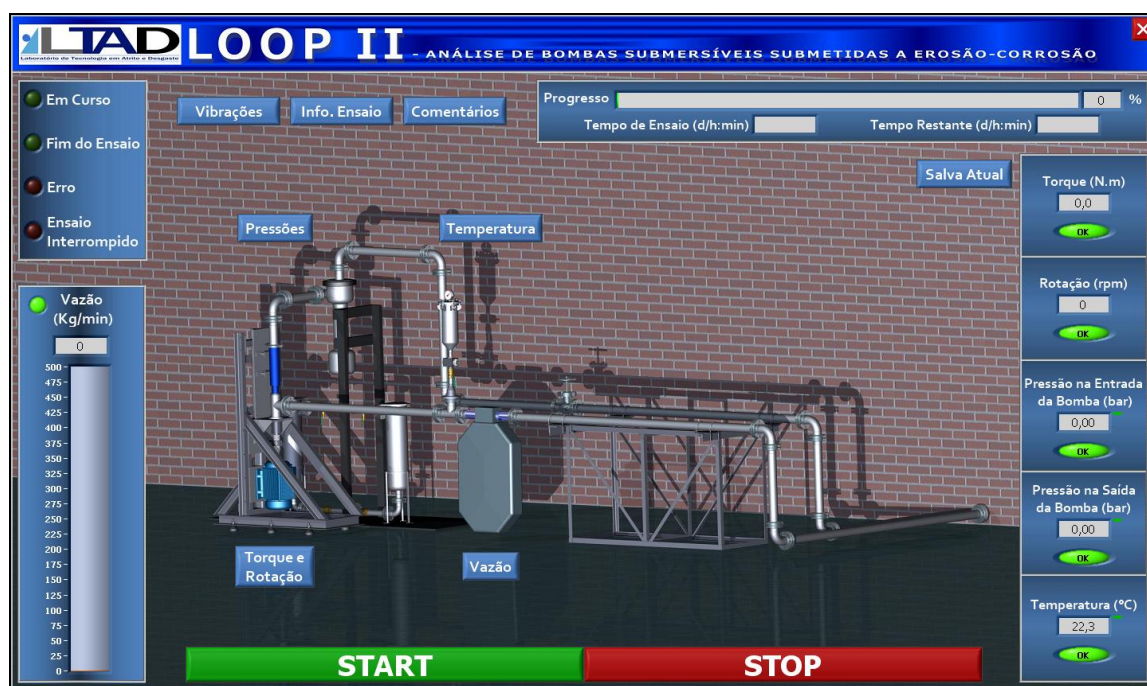 LTAD
Laboratório de Tecnologia em Atrito e Desgaste
LOOP II - ANÁLISE DE BOMBAS SUBMERSÍVEIS SUBMETIDAS A EROSÃO-CORROSÃO
Em Curso
Fim do Ensaio
Erro
Ensaio
Interrompido
Vibrações
Info. Ensaio
Comentários
Progresso
0 %
Tempo de Ensaio (d/h:min)
Tempo Restante (d/h:min)
Salva Atual
Pressões
Temperatura
Torque e
Rotação
Vazão
Vazão
(Kg/min)
0
500
475
450
425
400
375
350
325
300
275
250
225
200
175
150
125
100
75
50
25
0
Torque (N.m)
0,0
OK
Rotação (rpm)
0
OK
Pressão na Entrada
da Bomba (bar)
0,00
OK
Pressão na Saída
da Bomba (bar)
0,00
OK
Temperatura (°C)
22,3
OK
START
STOP